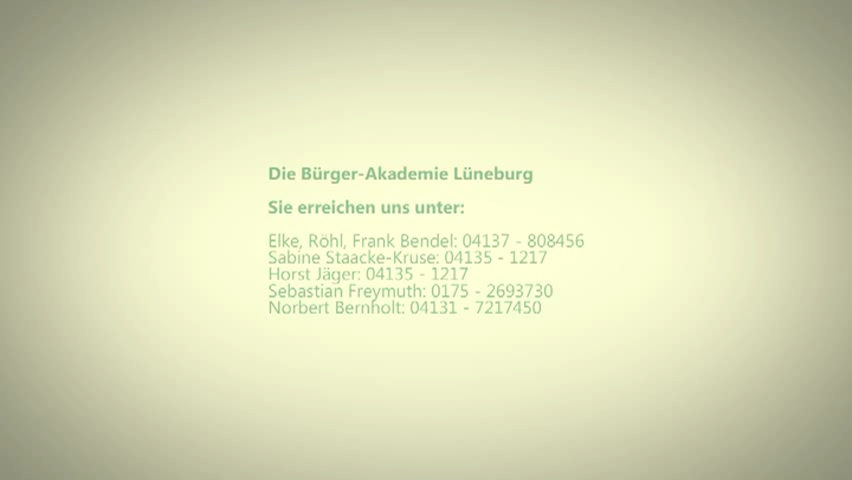 Die Bürger-Akademie Lüneburg
Sie erreichen uns unter:
Elke, Röhl, Frank Bendel: 04137 - 808456
Sabine Staacke-Kruse: 04135 - 1217
Horst Jäger: 04135 - 1217
Sebastian Freymuth: 0175 - 2693730
Norbert Bernholt: 04131 - 7217450